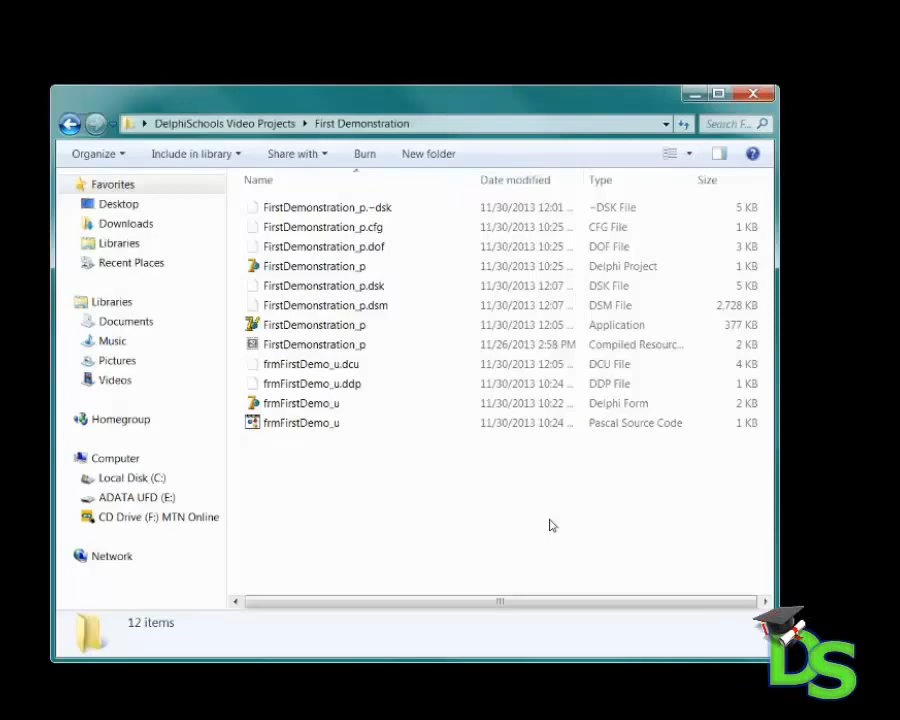 DelphiSchools Video Projects First Demonstration Search F...
Organize Include in library Share with Burn New folder
Name Date modified Type Size
Favorites
Desktop
Downloads
Libraries
Recent Places
Libraries
Documents
Music
Pictures
Videos
Homegroup
Computer
Local Disk (C:)
ADATA UFD (E:)
CD Drive (F:) MTN Online
Network
FirstDemonstration_p.~dsk 11/30/2013 12:01 ... ~DSK File 5 KB
FirstDemonstration_p.cfg 11/30/2013 10:25 ... CFG File 1 KB
FirstDemonstration_p.dof 11/30/2013 10:25 ... DOF File 3 KB
FirstDemonstration_p 11/30/2013 10:25 ... Delphi Project 1 KB
FirstDemonstration_p.dsk 11/30/2013 12:07 ... DSK File 5 KB
FirstDemonstration_p.dsm 11/30/2013 12:07 ... DSM File 2,728 KB
FirstDemonstration_p 11/30/2013 12:05 ... Application 377 KB
FirstDemonstration_p 11/26/2013 2:58 PM Compiled Resourc... 2 KB
frmFirstDemo_u.dcu 11/30/2013 12:05 ... DCU File 4 KB
frmFirstDemo_u.ddp 11/30/2013 10:24 ... DDP File 1 KB
frmFirstDemo_u 11/30/2013 10:22 ... Delphi Form 2 KB
frmFirstDemo_u 11/30/2013 10:24 ... Pascal Source Code 1 KB
12 items
DS